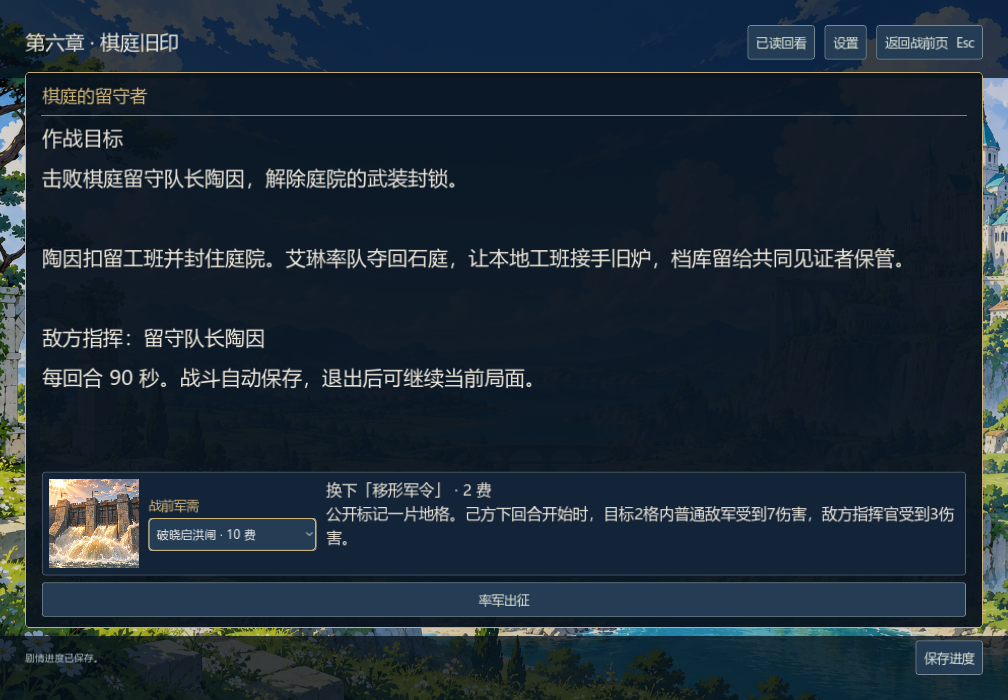 第六章 · 棋庭旧印
已读回看
设置
返回战前页 Esc
棋庭的留守者
作战目标
击败棋庭留守队长陶因，解除庭院的武装封锁。
陶因扣留工班并封住庭院。艾琳率队夺回石庭，让本地工班接手旧炉，档库留给共同见证者保管。
敌方指挥：留守队长陶因
每回合 90 秒。战斗自动保存，退出后可继续当前局面。
战前军需
破晓启洪闸 · 10 费
换下「移形军令」 · 2 费
公开标记一片地格。己方下回合开始时，目标2格内普通敌军受到7伤害，敌方指挥官受到3伤
害。
率军出征
剧情进度已保存。
保存进度